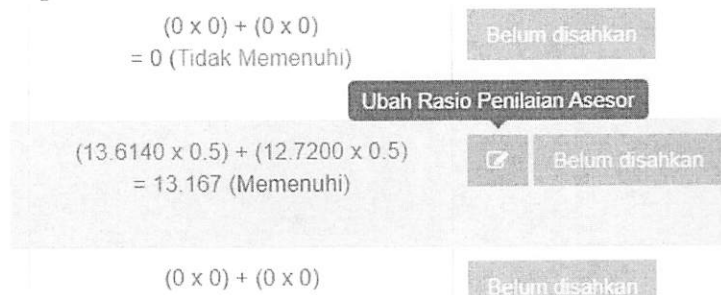 (0 x 0) + (0 x 0)
= 0 (Tidak Memenuhi)
Belum disahkan
Ubah Rasio Penilaian Asesor
(13.6140 x 0.5) + (12.7200 x 0.5)
= 13.167 (Memenuhi)
Belum disahkan
(0 x 0) + (0 x 0)
Belum disahkan